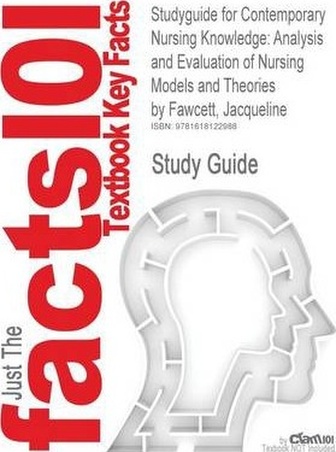 Studyguide for Contemporary
Nursing Knowledge: Analysis
and Evaluation of Nursing
Models and Theories
by Fawcett, Jacqueline
ISBN: 9781618122988
Study Guide
Just The
facts101
Textbook Key Facts
by Cram101
Textbook NOT Included